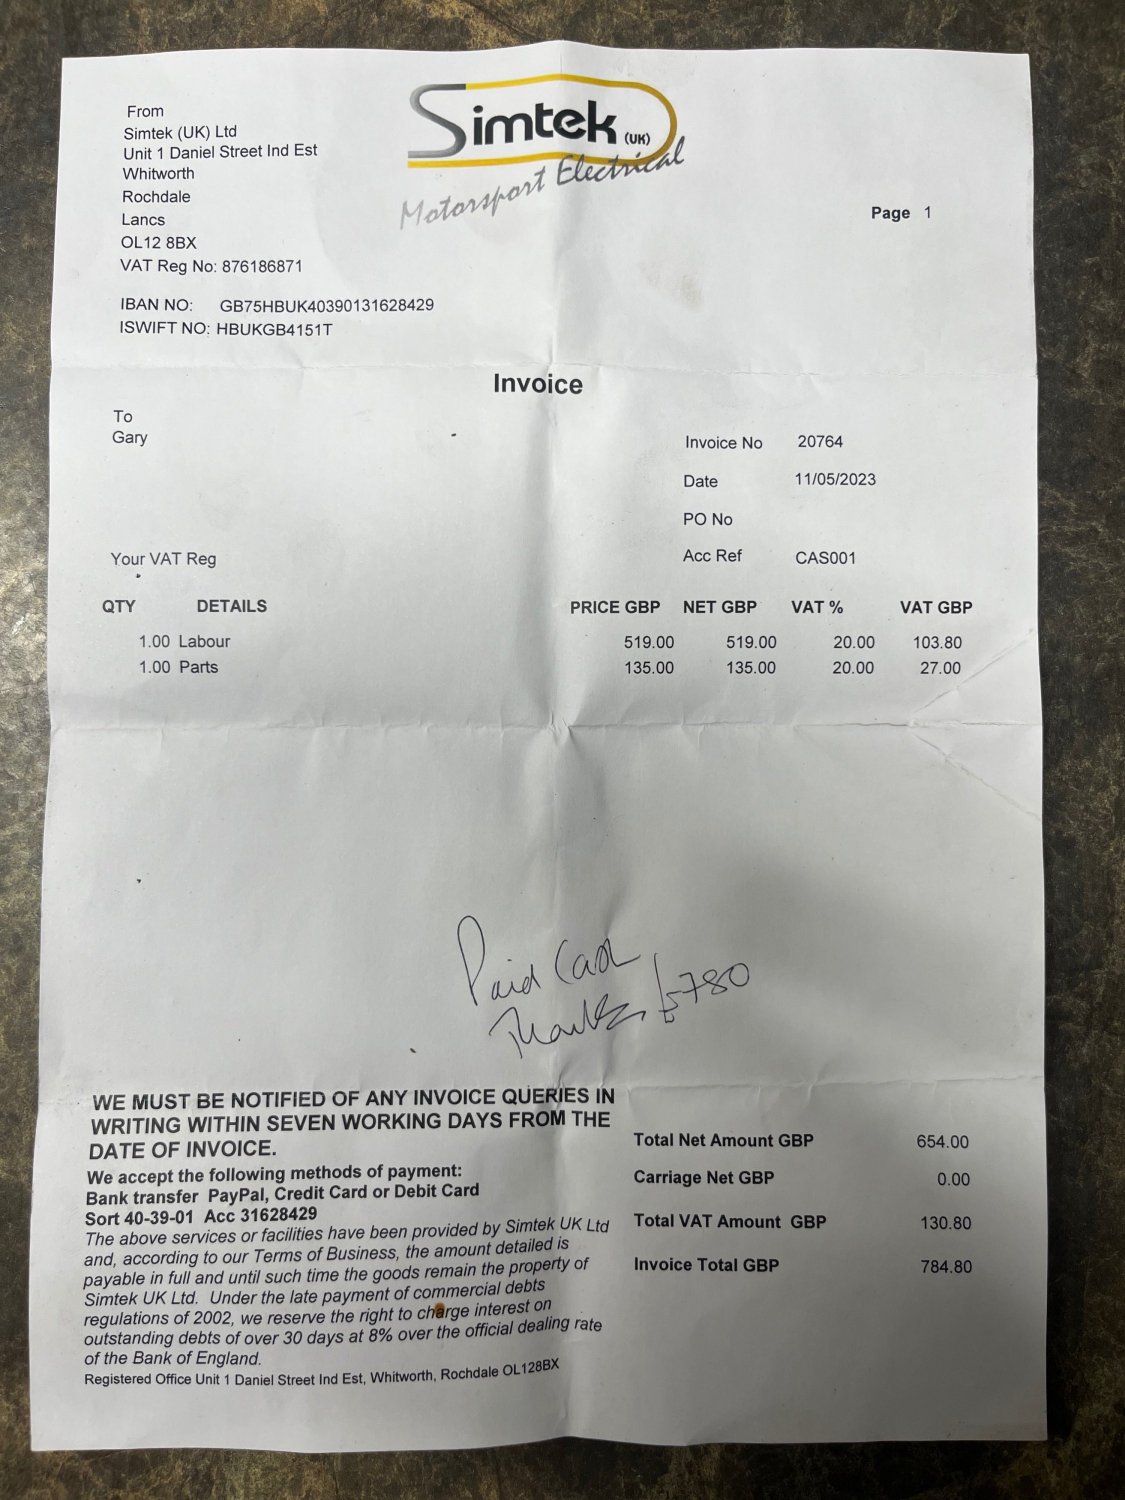 From
Simtek (UK) Ltd
Unit 1 Daniel Street Ind Est
Whitworth
Rochdale
Lancs
OL12 8BX
VAT Reg No: 876186871
IBAN NO: GB75HBUK40390131628429
ISWIFT NO: HBUKGB4151T
Simtek (UK)
Motorsport Electrical
Page 1
Invoice
To
Gary
Invoice No 20764
Date 11/05/2023
PO No
Your VAT Reg
Acc Ref CAS001
QTY DETAILS PRICE GBP NET GBP VAT % VAT GBP
1.00 Labour 519.00 519.00 20.00 103.80
1.00 Parts 135.00 135.00 20.00 27.00
Paid Cash
Thanks £780
WE MUST BE NOTIFIED OF ANY INVOICE QUERIES IN
WRITING WITHIN SEVEN WORKING DAYS FROM THE
DATE OF INVOICE.
We accept the following methods of payment:
Bank transfer PayPal, Credit Card or Debit Card
Sort 40-39-01 Acc 31628429
The above services or facilities have been provided by Simtek UK Ltd
and, according to our Terms of Business, the amount detailed is
payable in full and until such time the goods remain the property of
Simtek UK Ltd. Under the late payment of commercial debts
regulations of 2002, we reserve the right to charge interest on
outstanding debts of over 30 days at 8% over the official dealing rate
of the Bank of England.
Registered Office Unit 1 Daniel Street Ind Est, Whitworth, Rochdale OL128BX
Total Net Amount GBP 654.00
Carriage Net GBP 0.00
Total VAT Amount GBP 130.80
Invoice Total GBP 784.80